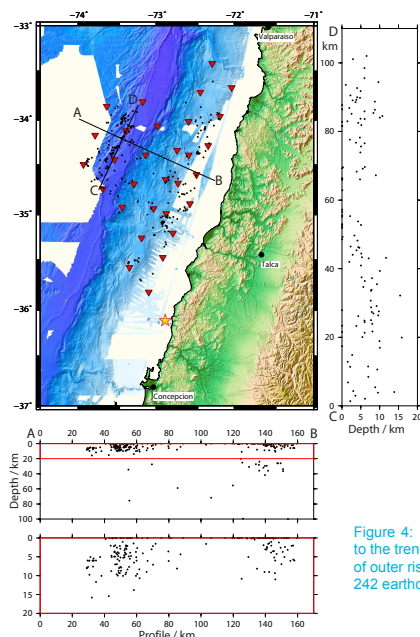 −74° −73° −72° −71°
−33°
−34°
−35°
−36°
−37°
Valparaiso
A
D
C
B
Talca
Concepcion
D
km
100
80
60
40
20
0
C
0 5 10 15 20
Depth / km
A B
0 20 40 60 80 100 120 140 160
0
20
40
60
80
100
Depth / km
0 20 40 60 80 100 120 140 160
0
5
10
15
20
Profile / km
Figure 4:
to the tren
of outer ris
242 eartho